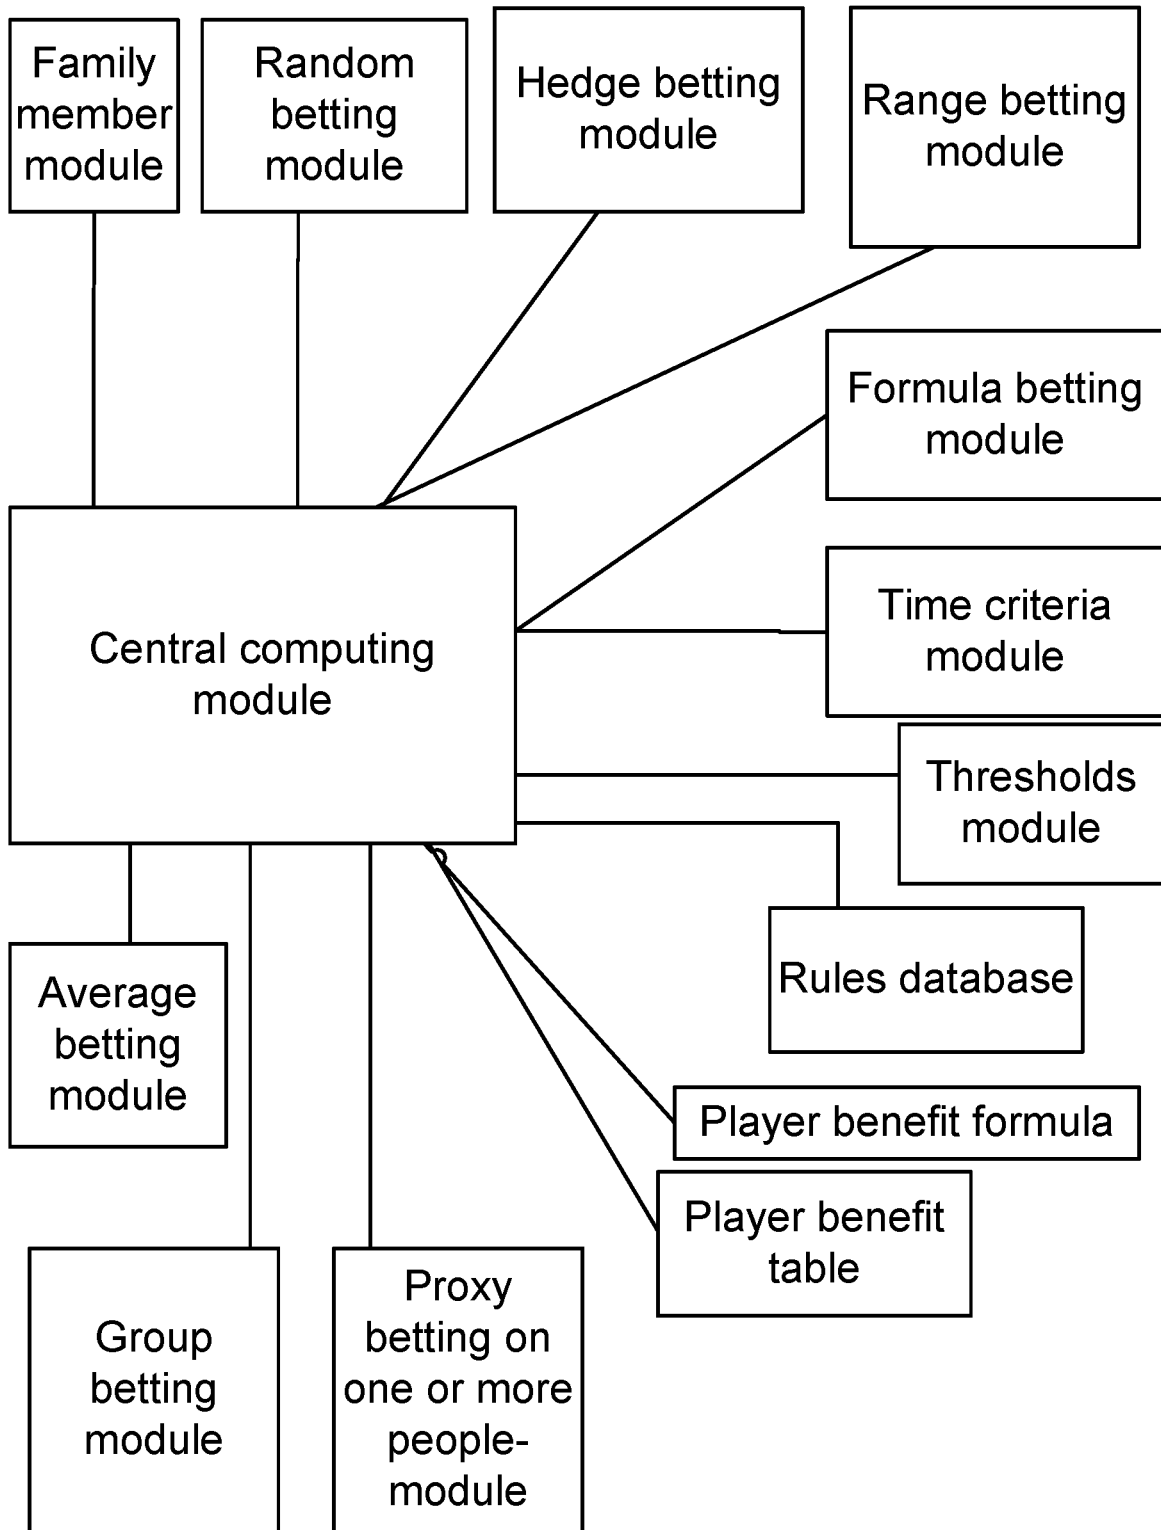 Family
member
module
Random
betting
module
Hedge betting
module
Range betting
module
Formula betting
module
Central computing
module
Time criteria
module
Thresholds
module
Rules database
Average
betting
module
Player benefit formula
Player benefit
table
Group
betting
module
Proxy
betting on
one or more
people-
module